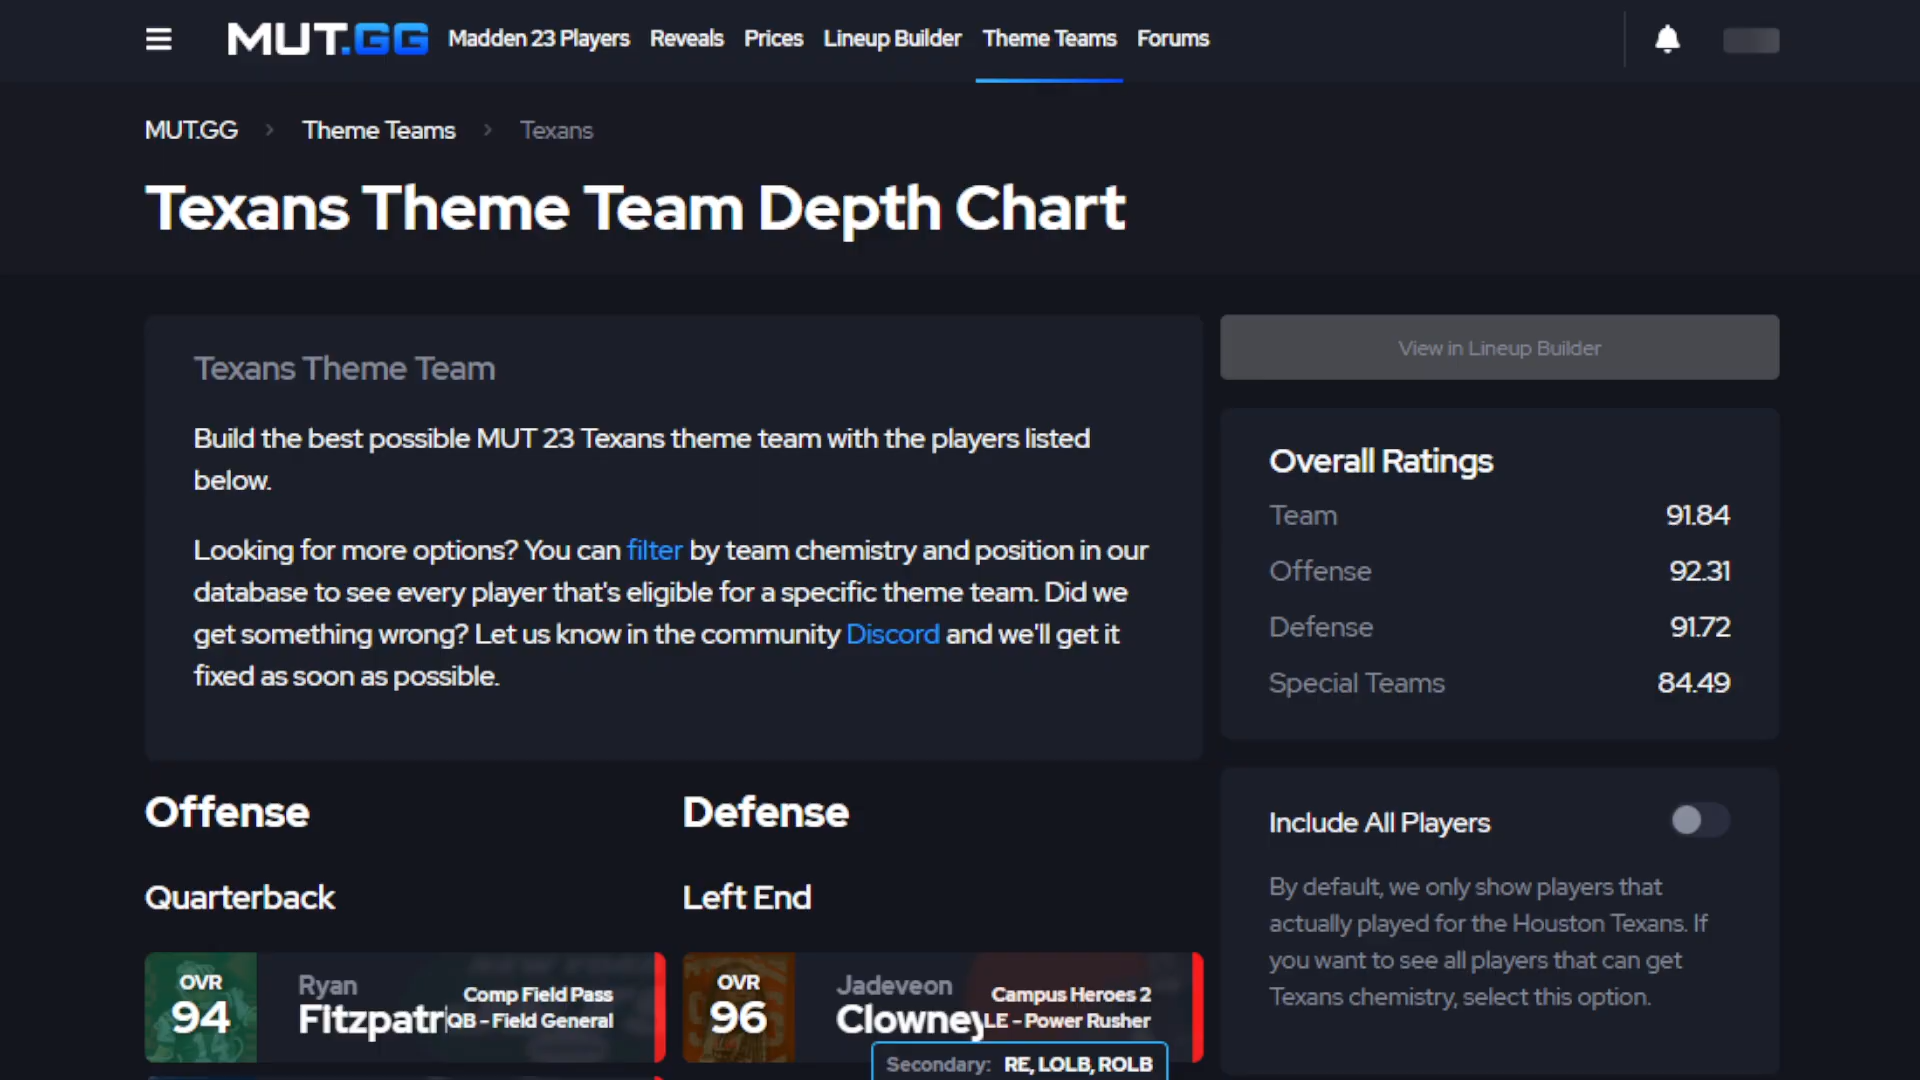 MUT.GG Madden 23 Players Reveals Prices Lineup Builder Theme Teams Forums
MUT.GG > Theme Teams > Texans
Texans Theme Team Depth Chart
Texans Theme Team
Build the best possible MUT 23 Texans theme team with the players listed
below.
Looking for more options? You can filter by team chemistry and position in our
database to see every player that's eligible for a specific theme team. Did we
get something wrong? Let us know in the community Discord and we'll get it
fixed as soon as possible.
View in Lineup Builder
Overall Ratings
Team 91.84
Offense 92.31
Defense 91.72
Special Teams 84.49
Include All Players
By default, we only show players that
actually played for the Houston Texans. If
you want to see all players that can get
Texans chemistry, select this option.
Offense
Quarterback
OVR
94
Ryan
Fitzpatr
Comp Field Pass
QB - Field General
Defense
Left End
OVR
96
Jadeveon
Clowney
Campus Heroes 2
LE - Power Rusher
Secondary: RE, LOLB, ROLB